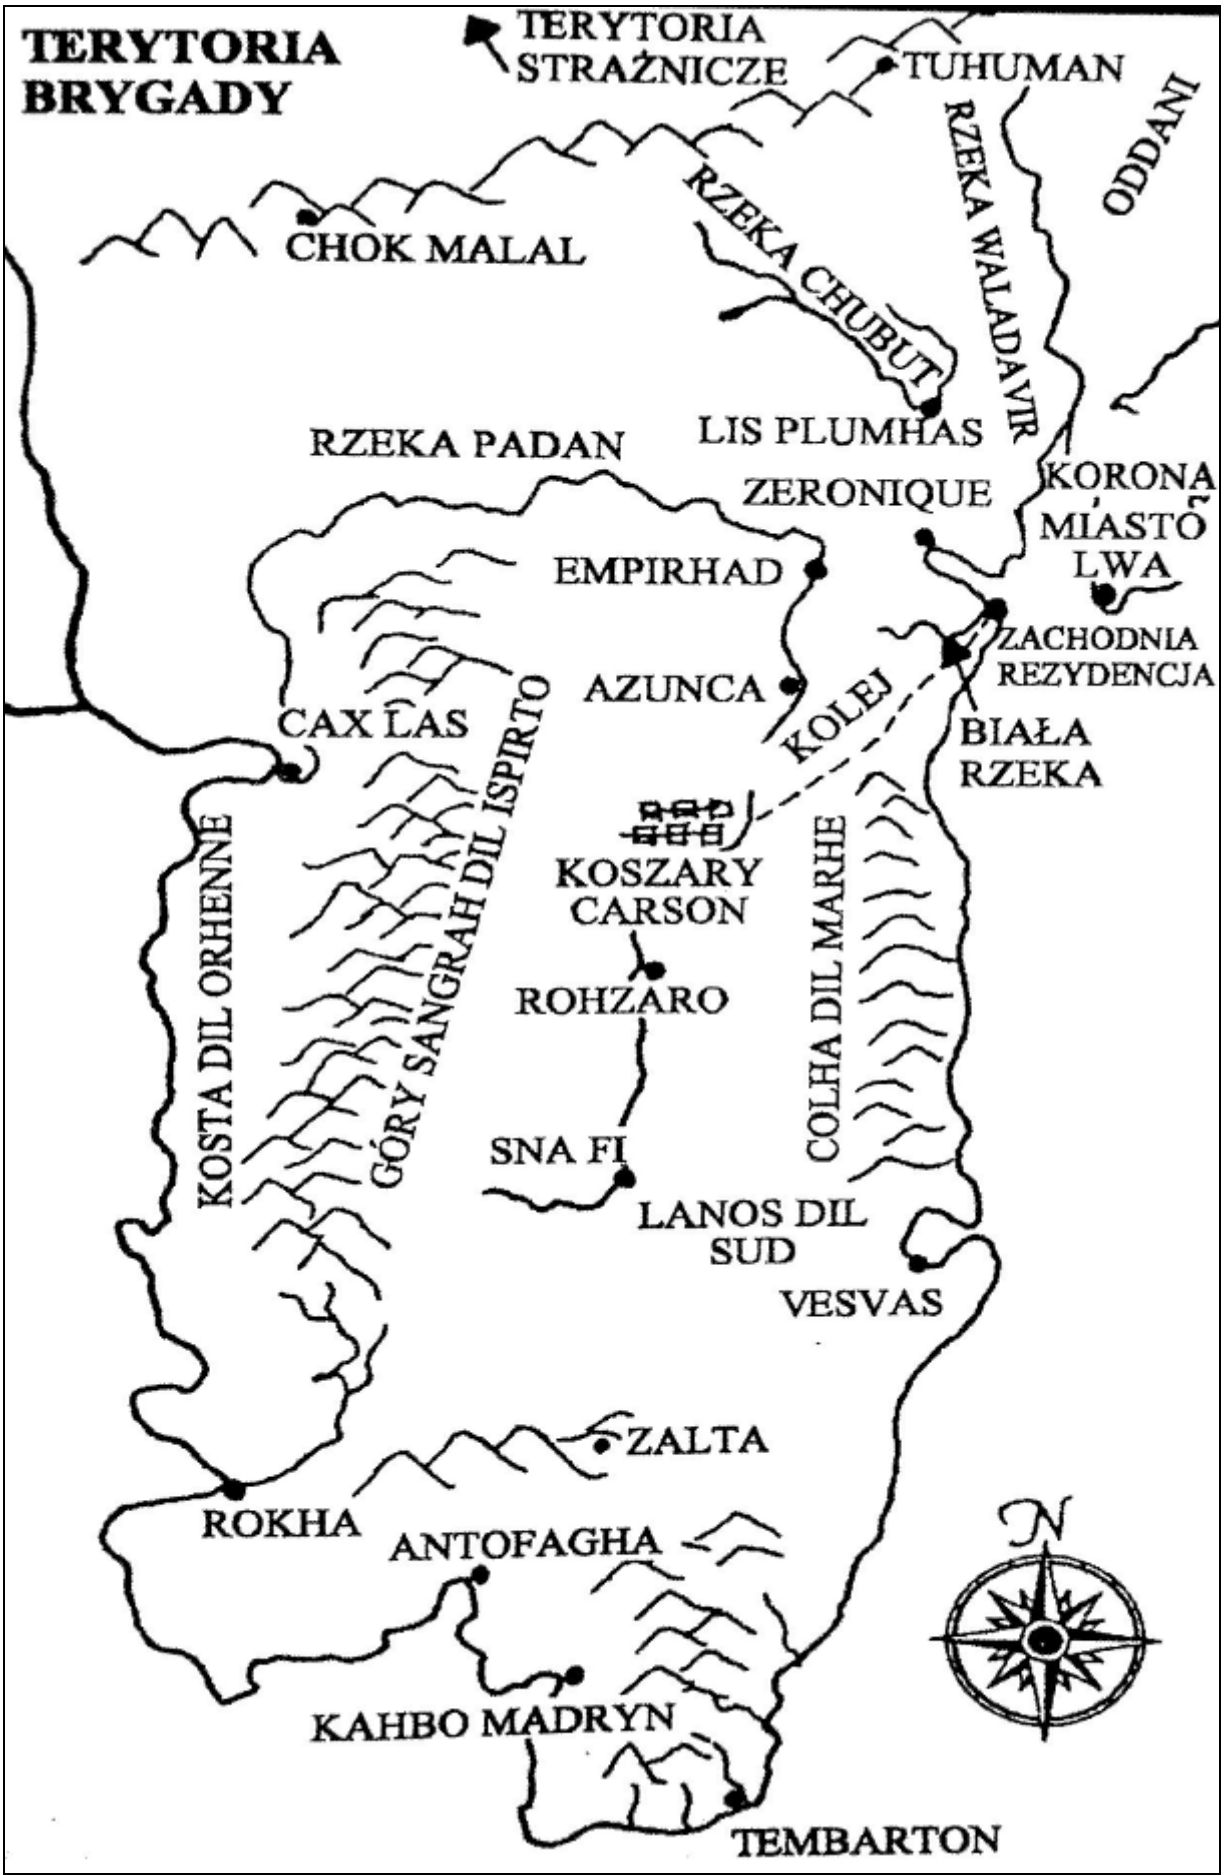 TERYTORIA
BRYGADY
TERYTORIA
STRAŻNICZE
TUHUMAN
ODDANI
RZEKA WALADAVIR
RZEKA CHUBUT
CHOK MALAL
LIS PLUMHAS
RZEKA PADAN
ZERONIQUE
KORONA
MIASTO
LWA
EMPIRHAD
ZACHODNIA
REZYDENCJA
AZUNCA
KOLEJ
CAX LAS
BIAŁA
RZEKA
KOSZARY
CARSON
KOSTA DIL ORHENNE
GÓRY SANGRAH DIL ISPIRTO
COLHA DIL MARHE
ROHZARO
SNA FI
LANOS DIL
SUD
VESVAS
ZALTA
ROKHA
ANTOFAGHA
N
KAHBO MADRYN
TEMBARTON